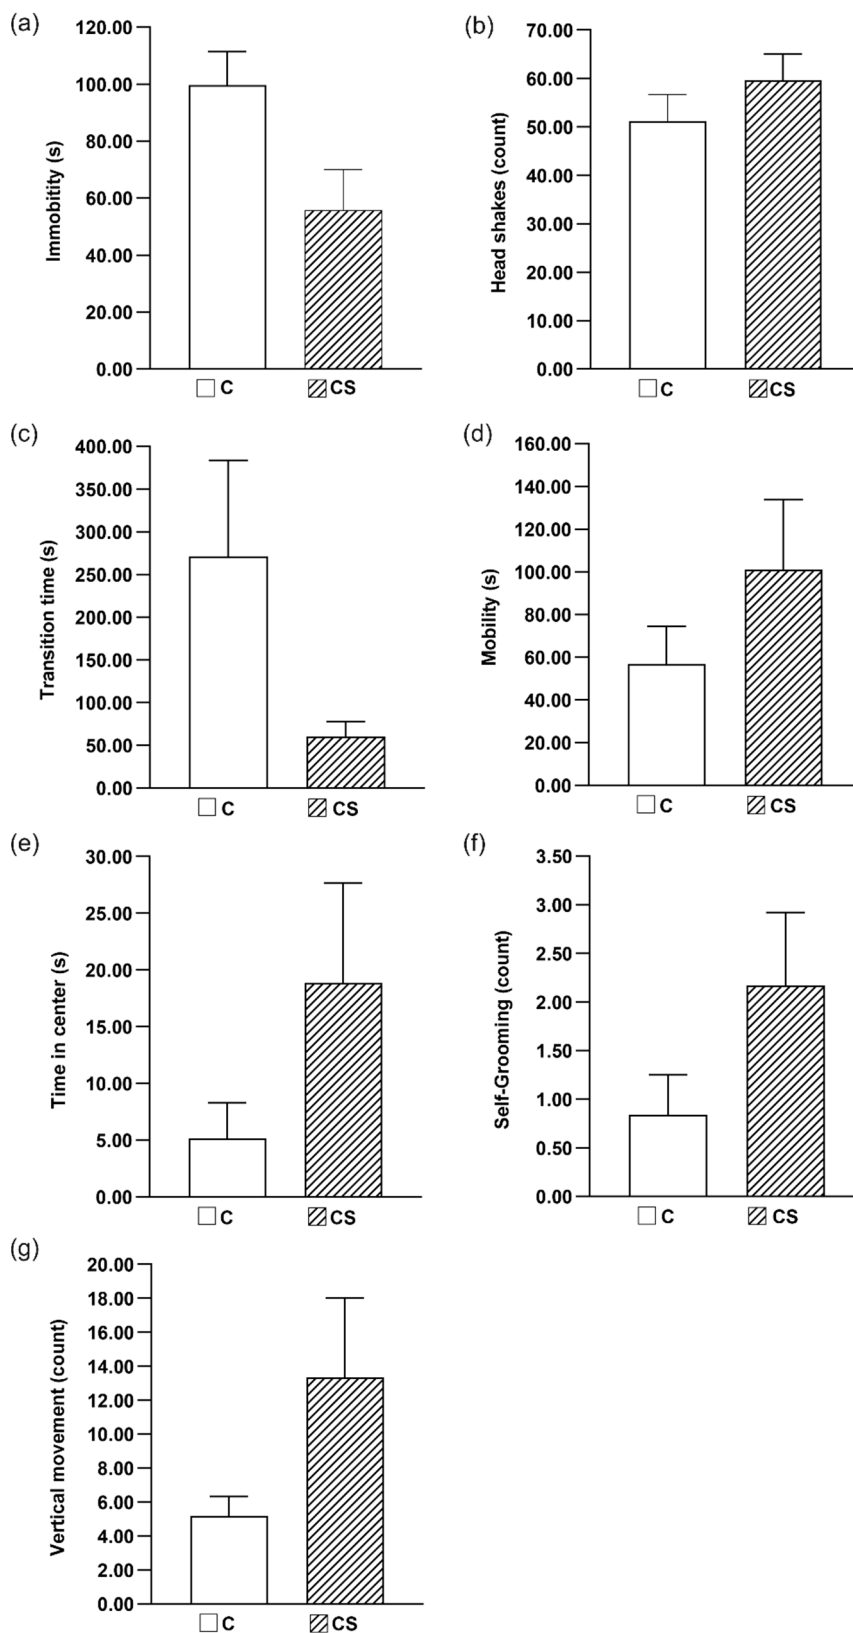 (a)
120.00
100.00
80.00
60.00
40.00
20.00
0.00
Immobitity (s)
C
CS
(b)
70.00
60.00
50.00
40.00
30.00
20.00
10.00
0.00
Head shakes (count)
C
CS
(c)
400.00
350.00
300.00
250.00
200.00
150.00
100.00
50.00
0.00
Transition time (s)
C
CS
(d)
160.00
140.00
120.00
100.00
80.00
60.00
40.00
20.00
0.00
Mobility (s)
C
CS
(e)
30.00
25.00
20.00
15.00
10.00
5.00
0.00
Time in center (s)
C
CS
(f)
3.50
3.00
2.50
2.00
1.50
1.00
0.50
0.00
Self-Grooming (count)
C
CS
(g)
20.00
18.00
16.00
14.00
12.00
10.00
8.00
6.00
4.00
2.00
0.00
Vertical movement (count)
C
CS